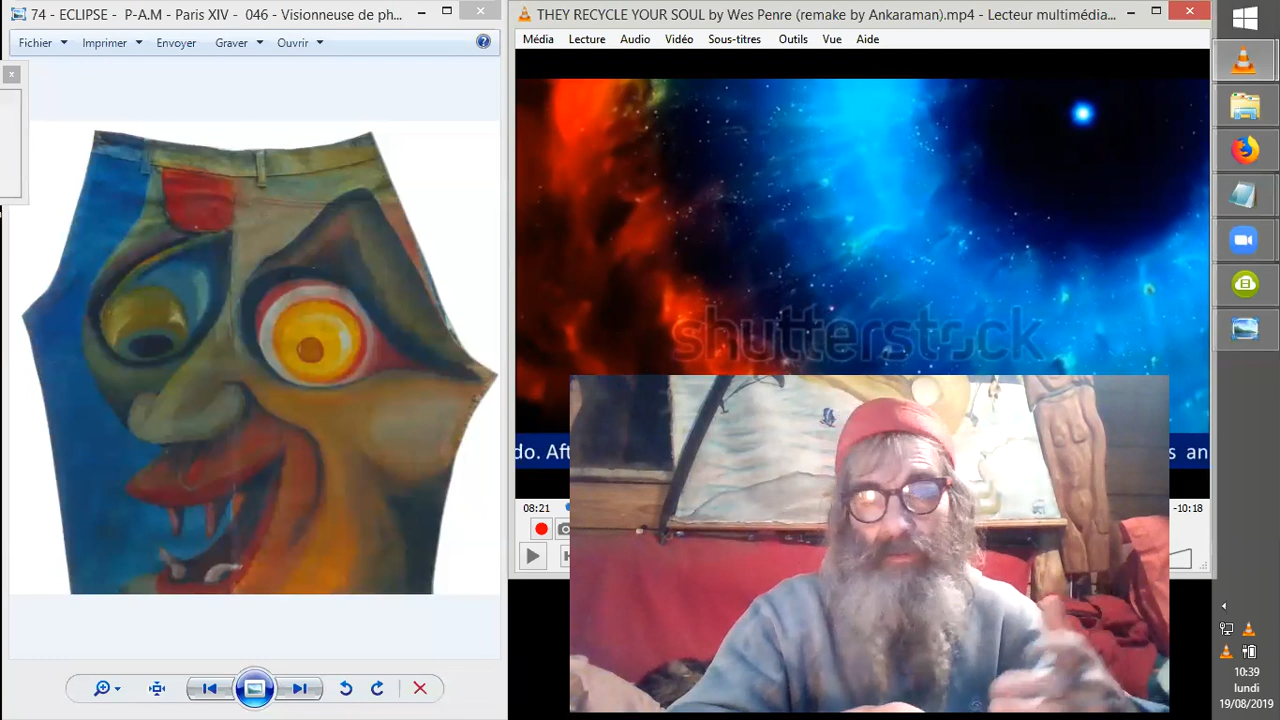 74 - ECLIPSE - P-A.M - Paris XIV - 046 - Visionneuse de ph...
Fichier Imprimer Envoyer Graver Ouvrir
THEY RECYCLE YOUR SOUL by Wes Penre (remake by Ankaraman).mp4 - Lecteur multimédia...
Média Lecture Audio Vidéo Sous-titres Outils Vue Aide
shutterstock
do. Aft
s an
08:21
-10:18
10:39
lundi
19/08/2019